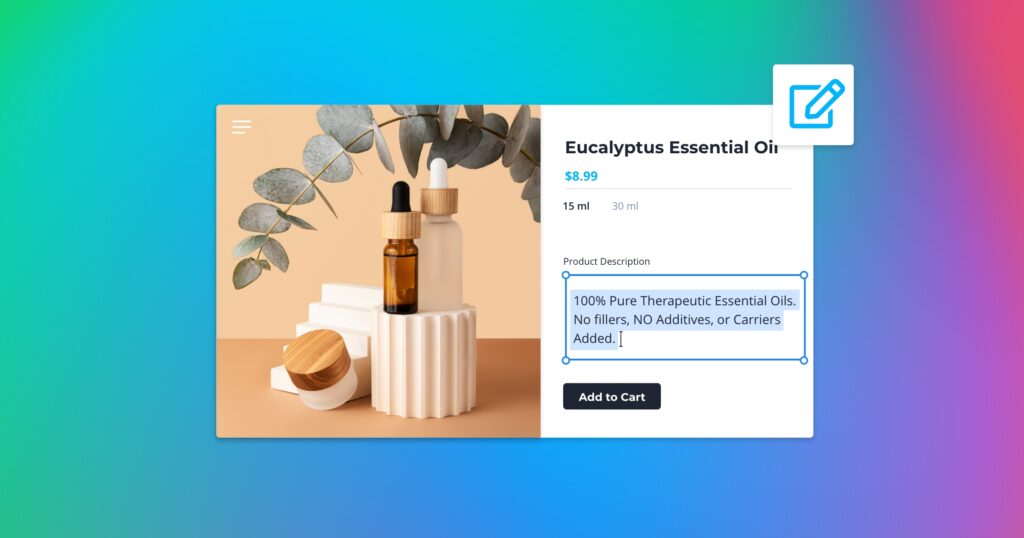 Eucalyptus Essential Oil
$8.99
15 ml 30 ml
Product Description
100% Pure Therapeutic Essential Oils.
No fillers, NO Additives, or Carriers
Added.
Add to Cart